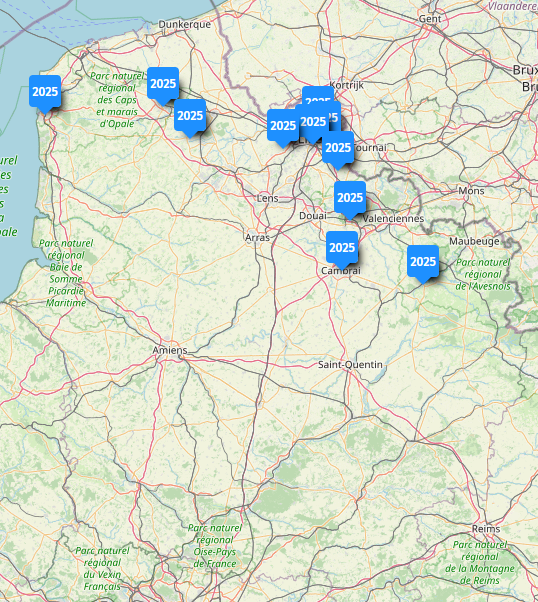 Dunkerque
Gent
Vlaandere
Brux
Br
Parc naturel
régional
des Caps
et marais
d'Opale
2025
2025
2025
Kortrijk
2025
2025
2025
2025
Tournai
Lens
2025
Douai
Mons
Valenciennes
Arras
Maubeuge
2025
2025
Cambrai
Parc naturel
régional
de l'Avesnois
Parc naturel
régional
Baie de
Somme
Picardie
Maritime
Amiens
Saint-Quentin
Parc naturel
régional
Oise-Pays
de France
Parc naturel
régional
du Vexin
Français
Reims
Parc naturel
régional
de la Montagne
de Reims